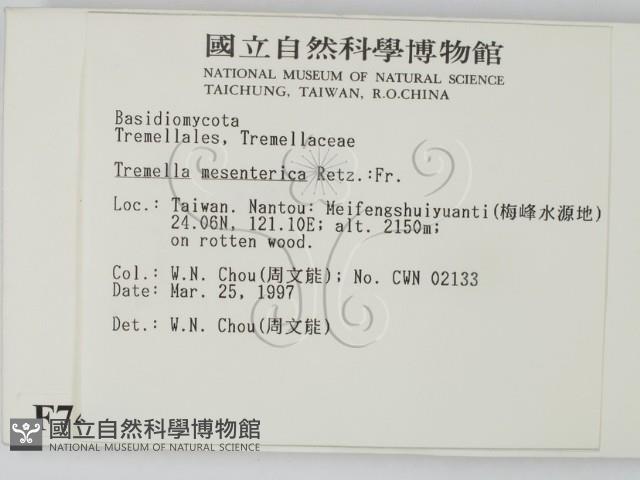 國立自然科學博物館
NATIONAL MUSEUM OF NATURAL SCIENCE
TAICHUNG, TAIWAN, R.O.CHINA
Basidiomycota
Tremellales, Tremellaceae
Tremella mesenterica Retz.:Fr.
Loc.: Taiwan. Nantou: Meifengshuiyuanti(梅峰水源地)
24.06N, 121.10E; alt. 2150m;
on rotten wood.
Col.: W.N. Chou(周文能); No. CWN 02133
Date: Mar. 25, 1997
Det.: W.N. Chou(周文能)
國立自然科學博物館
NATIONAL MUSEUM OF NATURAL SCIENCE